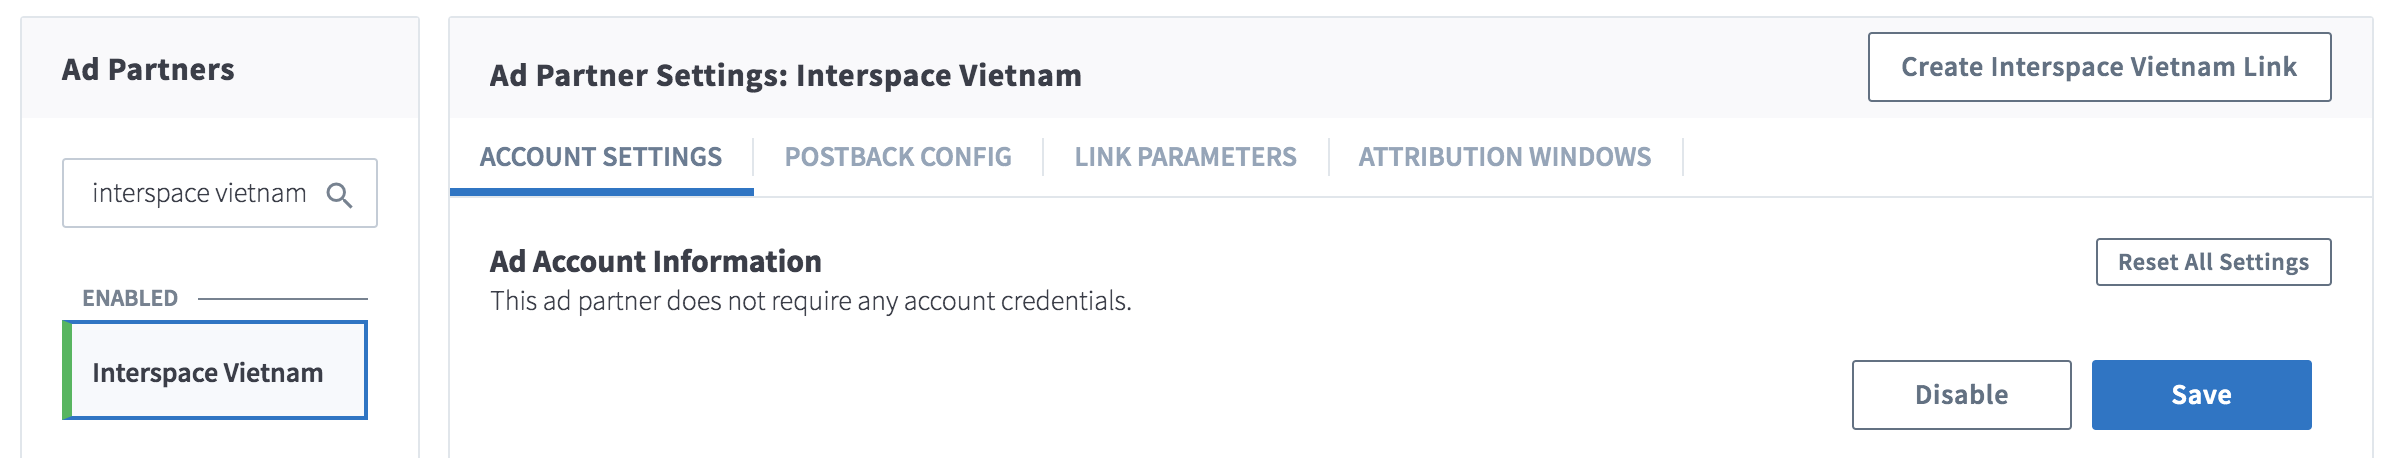 Ad Partners
interspace vietnam
ENABLED
Interspace Vietnam
Ad Partner Settings: Interspace Vietnam
Create Interspace Vietnam Link
ACCOUNT SETTINGS
POSTBACK CONFIG
LINK PARAMETERS
ATTRIBUTION WINDOWS
Ad Account Information
Reset All Settings
This ad partner does not require any account credentials.
Disable
Save